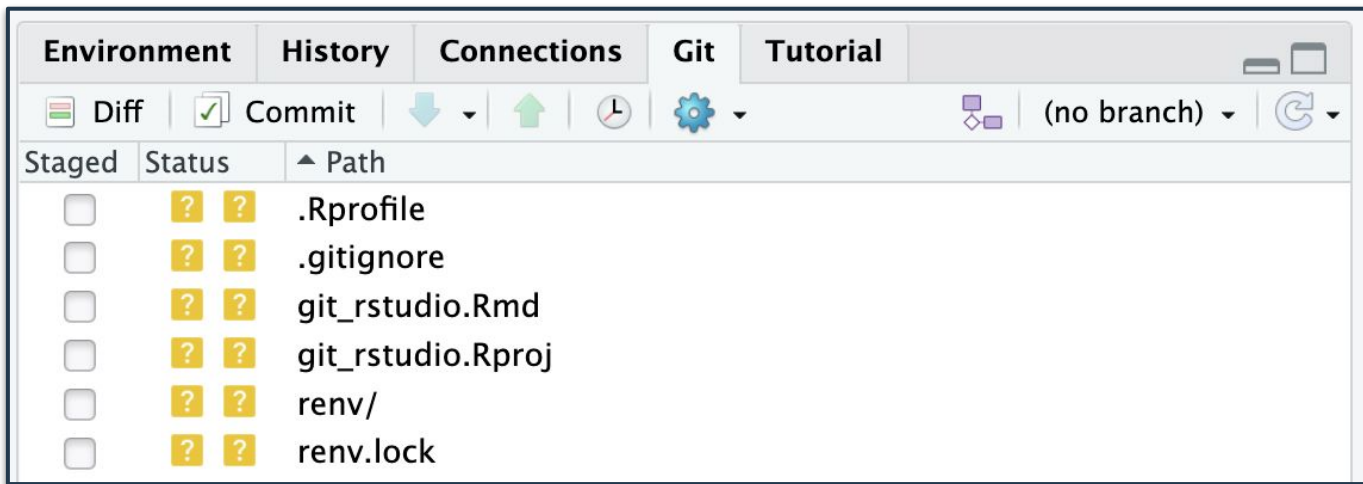 Environment History Connections Git Tutorial
Diff Commit (no branch)
Staged Status Path
? ? .Rprofile
? ? .gitignore
? ? git_rstudio.Rmd
? ? git_rstudio.Rproj
? ? renv/
? ? renv.lock